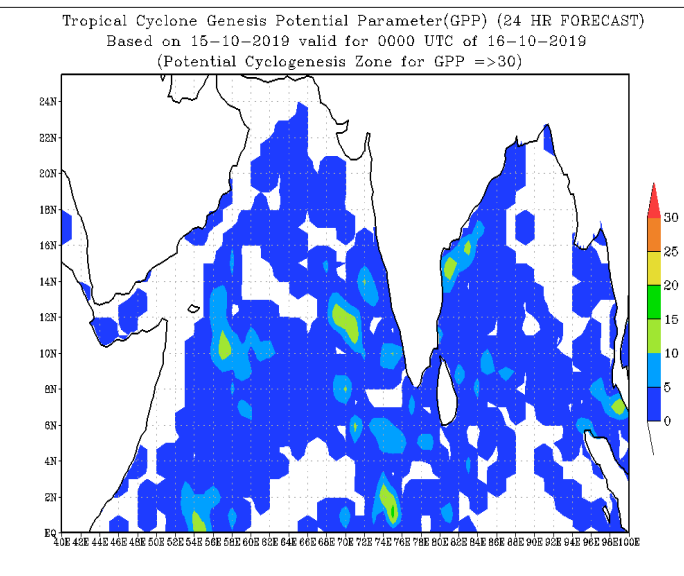 Tropical Cyclone Genesis Potential Parameter(GPP) (24 HR FORECAST)
Based on 15-10-2019 valid for 0000 UTC of 16-10-2019
(Potential Cyclogenesis Zone for GPP =>30)
24N
22N
20N
18N
16N
14N
12N
10N
8N
6N
4N
2N
EQ
40E 42E 44E 46E 48E 50E 52E 54E 56E 58E 60E 62E 64E 66E 68E 70E 72E 74E 76E 78E 80E 82E 84E 86E 88E 90E 92E 94E 96E 98E 100E
30
25
20
15
10
5
0